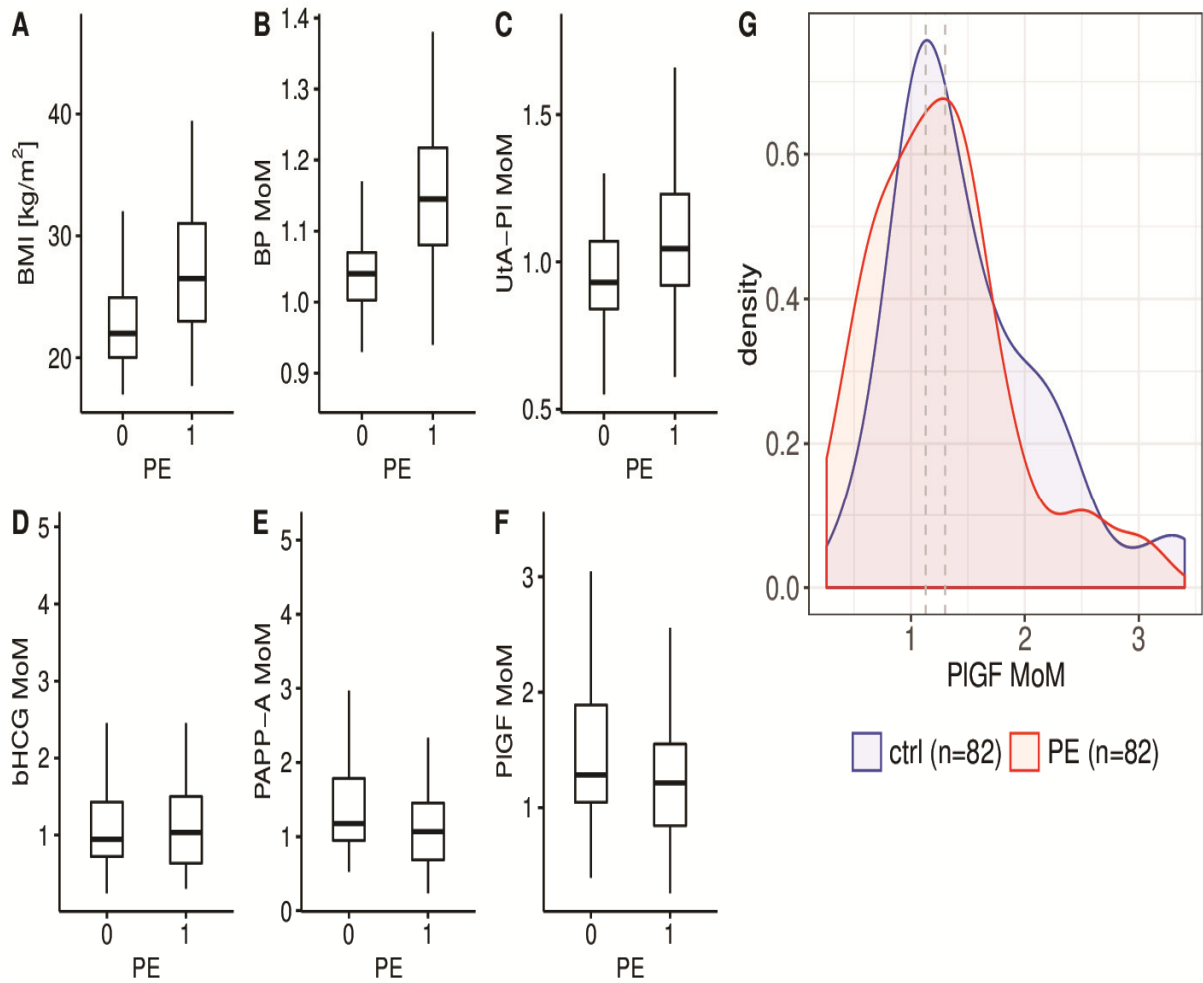 A
BMI [kg/m²]
40
30
20
0 1
PE
B
BP MoM
1.4
1.3
1.2
1.1
1.0
0.9
0 1
PE
C
UtA-PI MoM
1.5
1.0
0.5
0 1
PE
D
bHCG MoM
5
4
3
2
1
0 1
PE
E
PAPP-A MoM
5
4
3
2
1
0
0 1
PE
F
PlGF MoM
3
2
1
0 1
PE
G
density
0.6
0.4
0.2
0.0
1 2 3
PlGF MoM
ctrl (n=82) PE (n=82)